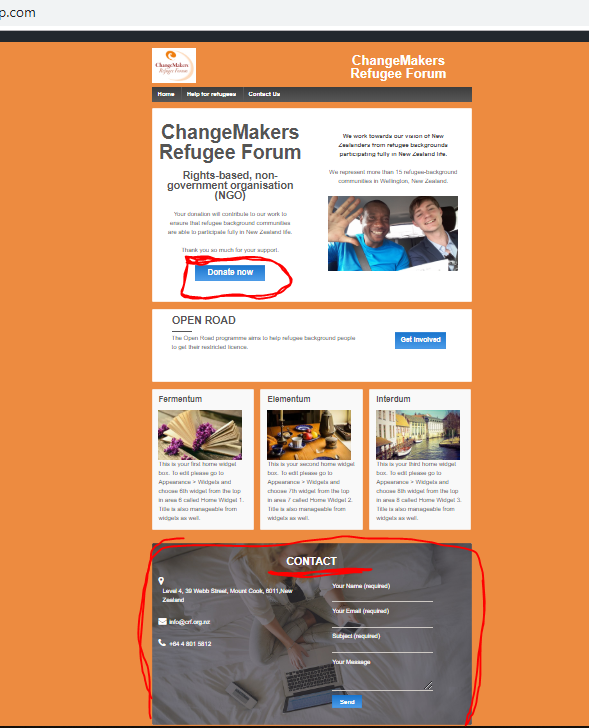 p.com
ChangeMakers
Refugee Forum
ChangeMakers
Refugee Forum
Home Help for refugees Contact Us
ChangeMakers
Refugee Forum
Rights-based, non-
government organisation
(NGO)
Your donation will contribute to our work to
ensure that refugee background communities
are able to participate fully in New Zealand life.
Thank you so much for your support.
Donate now
We work towards our vision of New
Zealanders from refugee backgrounds
participating fully in New Zealand life.
We represent more than 15 refugee-background
communities in Wellington, New Zealand.
OPEN ROAD
The Open Road programme aims to help refugee background people
to get their restricted licence.
Get Involved
Fermentum
This is your first home widget
box. To edit please go to
Appearance > Widgets and
choose 6th widget from the top
in area 6 called Home Widget 1.
Title is also manageable from
widgets as well.
Elementum
This is your second home widget
box. To edit please go to
Appearance > Widgets and
choose 7th widget from the top
in area 7 called Home Widget 2.
Title is also manageable from
widgets as well.
Interdum
This is your third home widget
box. To edit please go to
Appearance > Widgets and
choose 8th widget from the top
in area 8 called Home Widget 3.
Title is also manageable from
widgets as well.
CONTACT
Level 4, 39 Webb Street, Mount Cook, 6011,New
Zealand
info@crf.org.nz
+64 4 801 5812
Your Name (required)
Your Email (required)
Subject (required)
Your Message
Send